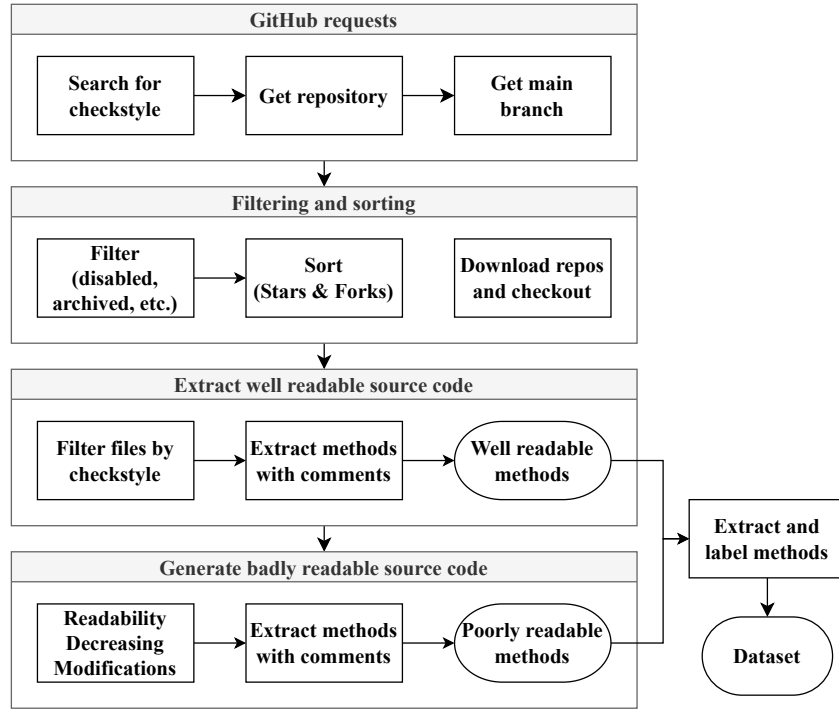 GitHub requests
Search for
checkstyle
Get repository
Get main
branch
Filtering and sorting
Filter
(disabled,
archived, etc.)
Sort
(Stars & Forks)
Download repos
and checkout
Extract well readable source code
Filter files by
checkstyle
Extract methods
with comments
Well readable
methods
Extract and
label methods
Generate badly readable source code
Readability
Decreasing
Modifications
Extract methods
with comments
Poorly readable
methods
Dataset